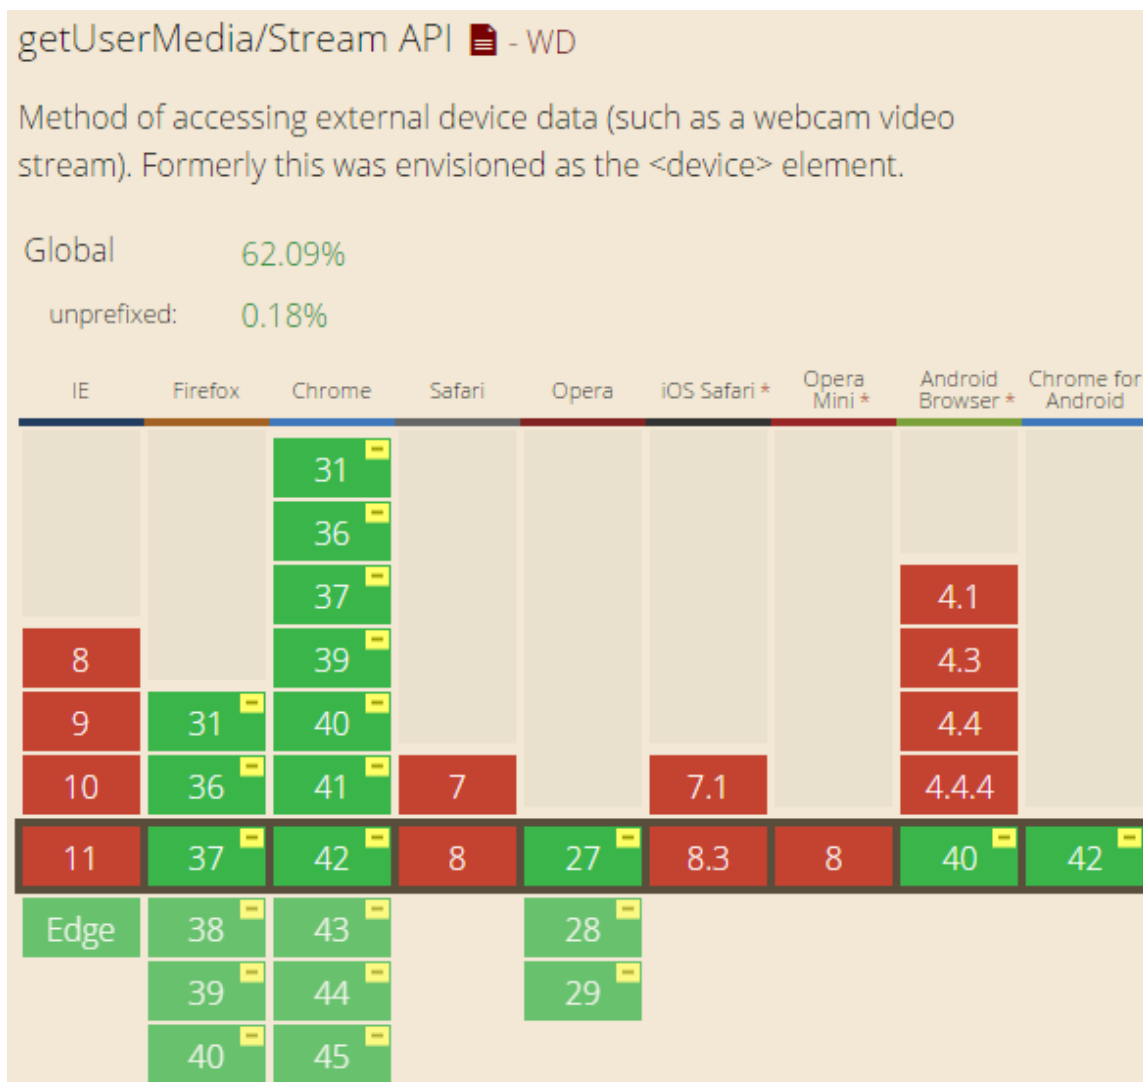 getUserMedia/Stream API - WD
Method of accessing external device data (such as a webcam video
stream). Formerly this was envisioned as the <device> element.
Global 62.09%
unprefixed: 0.18%
IE Firefox Chrome Safari Opera iOS Safari * Opera Mini * Android Browser * Chrome for Android
31
36
37 4.1
8 39 4.3
9 31 40 4.4
10 36 41 7 7.1 4.4.4
11 37 42 8 27 8.3 8 40 42
Edge 38 43 28
39 44 29
40 45